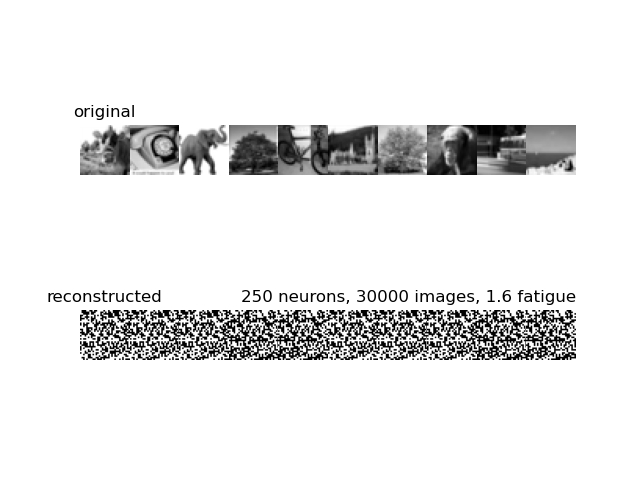 original
reconstructed
250 neurons, 30000 images, 1.6 fatigue